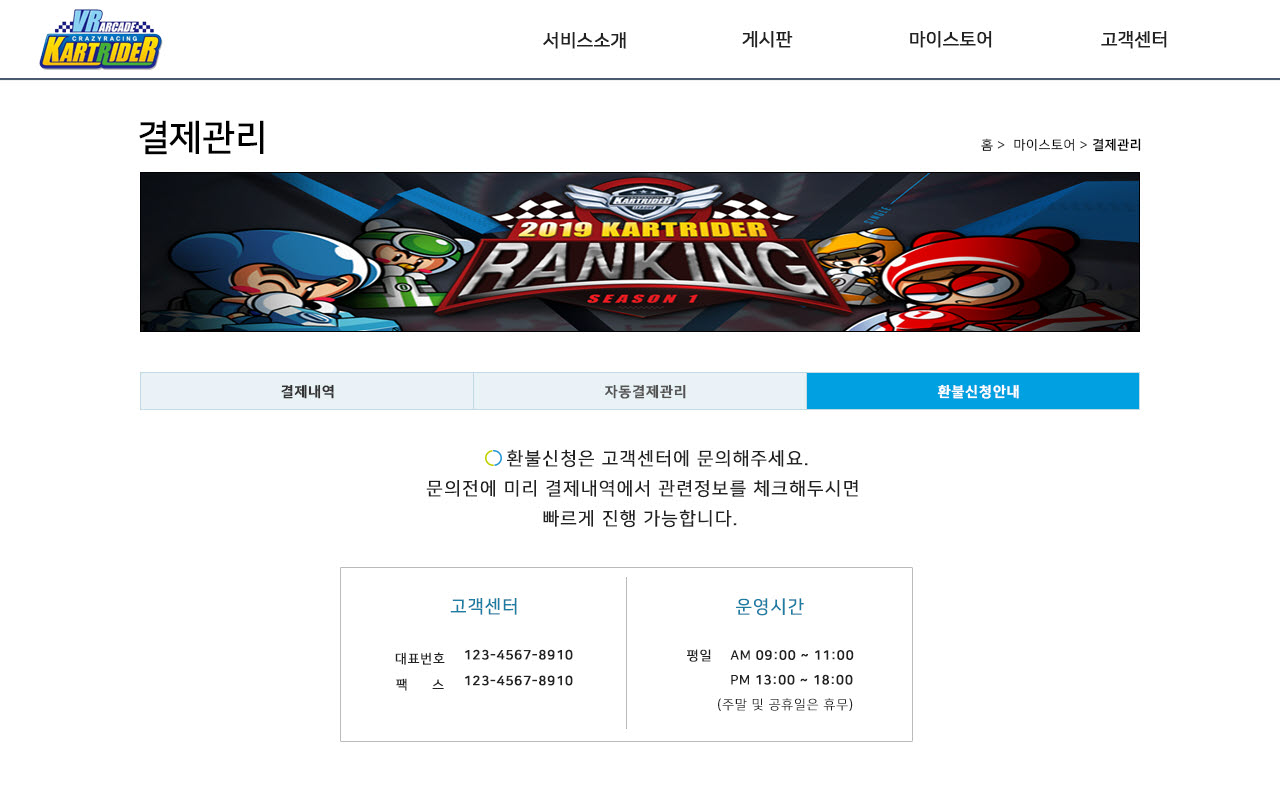 VR ARCADE
CRAZYRACING
KARTRIDER
서비스소개 게시판 마이스토어 고객센터
결제관리
홈 > 마이스토어 > 결제관리
KARTRIDER
LEAGUE
SINGLE
2019 KARTRIDER
RANKING
SEASON 1
결제내역 자동결제관리 환불신청안내
환불신청은 고객센터에 문의해주세요.
문의전에 미리 결제내역에서 관련정보를 체크해두시면
빠르게 진행 가능합니다.
고객센터
대표번호 123-4567-8910
팩 스 123-4567-8910
운영시간
평일 AM 09:00 ~ 11:00
PM 13:00 ~ 18:00
(주말 및 공휴일은 휴무)